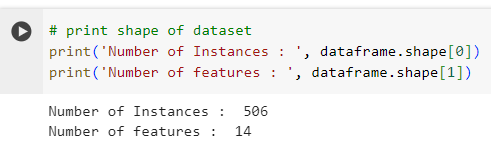 # print shape of dataset
print('Number of Instances : ', dataframe.shape[0])
print('Number of features : ', dataframe.shape[1])
Number of Instances :  506
Number of features :  14